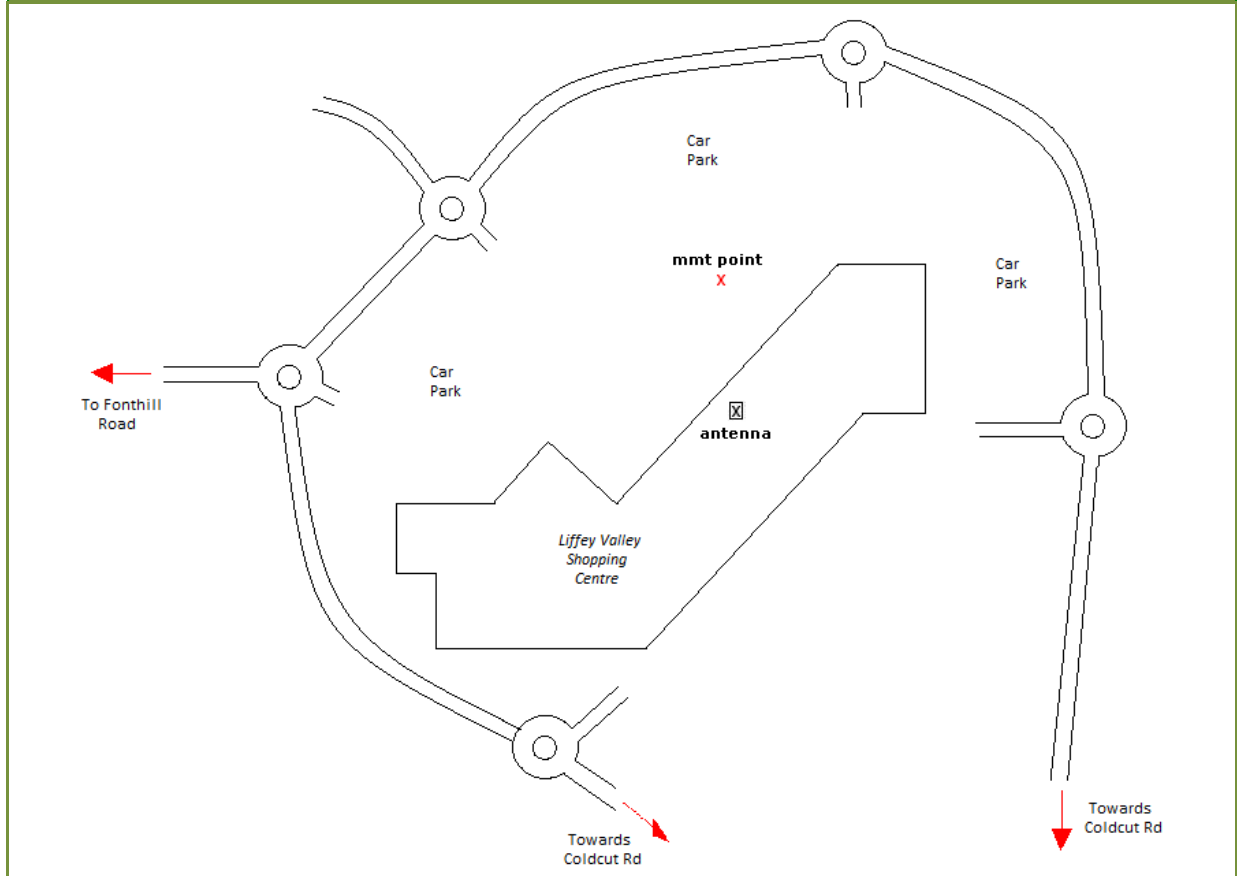 Car
Park
mmt point
X
Car
Park
Car
Park
To Fonthill
Road
X
antenna
Liffey Valley
Shopping
Centre
Towards
Coldcut Rd
Towards
Coldcut Rd